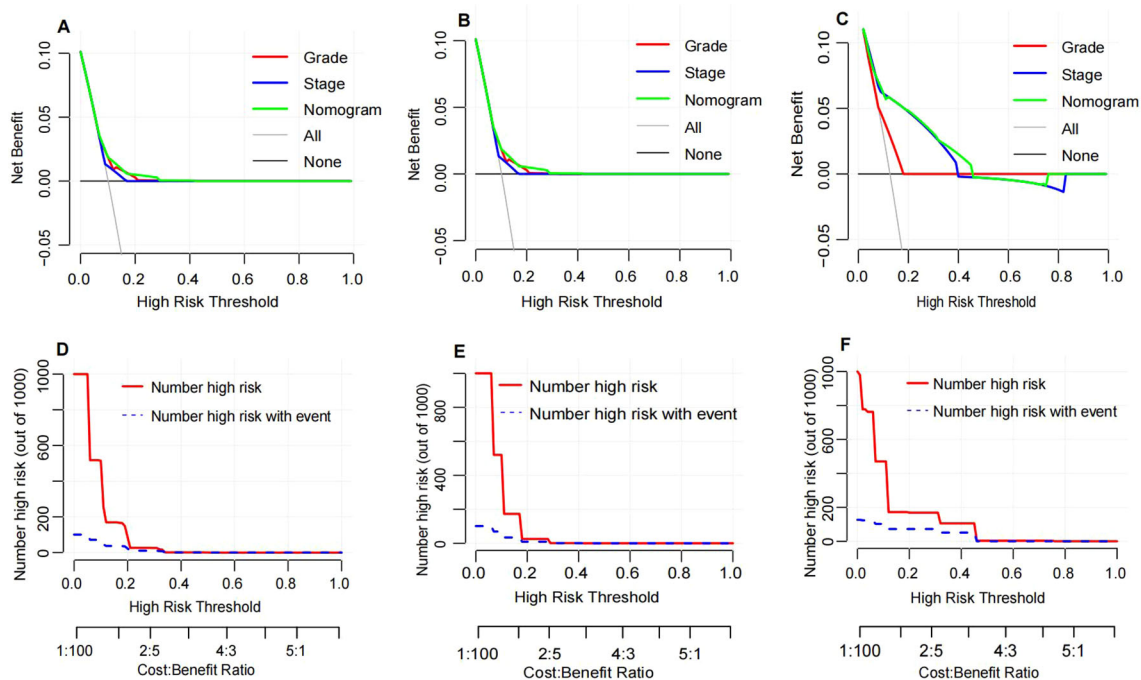 A
Net Benefit
0.10
0.05
0.00
−0.05
Grade
Stage
Nomogram
All
None
0.0 0.2 0.4 0.6 0.8 1.0
High Risk Threshold
B
Net Benefit
0.10
0.05
0.00
−0.05
Grade
Stage
Nomogram
All
None
0.0 0.2 0.4 0.6 0.8 1.0
High Risk Threshold
C
Net Benefit
0.10
0.05
0.00
−0.05
Grade
Stage
Nomogram
All
None
0.0 0.2 0.4 0.6 0.8 1.0
High Risk Threshold
D
Number high risk (out of 1000)
1000
600
200
0
Number high risk
Number high risk with event
0.0 0.2 0.4 0.6 0.8 1.0
High Risk Threshold
1:100 2:5 4:3 5:1
Cost:Benefit Ratio
E
Number high risk (out of 1000)
800
400
0
Number high risk
Number high risk with event
0.0 0.2 0.4 0.6 0.8 1.0
High Risk Threshold
1:100 2:5 4:3 5:1
Cost:Benefit Ratio
F
Number high risk (out of 1000)
1000
600
200
0
Number high risk
Number high risk with event
0.0 0.2 0.4 0.6 0.8 1.0
High Risk Threshold
1:100 2:5 4:3 5:1
Cost:Benefit Ratio